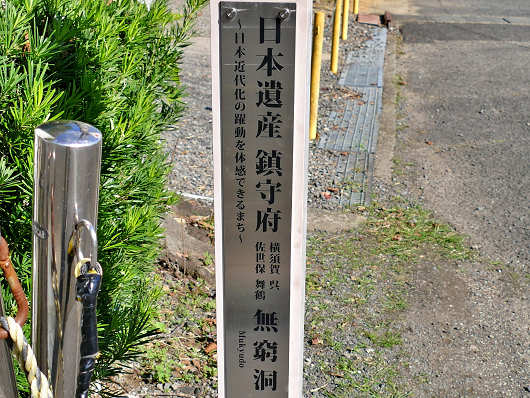 日本遺産 鎮守府 横須賀 呉
佐世保 舞鶴 無窮洞
Mukyudo
~日本近代化の躍動を体感できるまち~